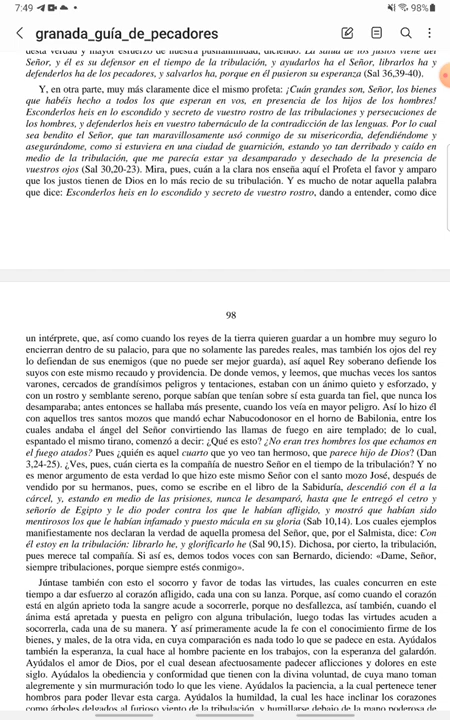 7:49
98%
granada_guía_de_pecadores
desta verdad y mayor esfuerzo de nuestra pusilanimidad, diciendo: La salud de los justos viene del
Señor, y él es su defensor en el tiempo de la tribulación, y ayudarlos ha el Señor, librarlos ha y
defenderlos ha de los pecadores, y salvarlos ha, porque en él pusieron su esperanza (Sal 36,39-40).
Y, en otra parte, muy más claramente dice el mismo profeta: ¡Cuán grandes son, Señor, los bienes
que habéis hecho a todos los que esperan en vos, en presencia de los hijos de los hombres!
Esconderlos heis en lo escondido y secreto de vuestro rostro de las tribulaciones y persecuciones de
los hombres, y defenderlos heis en vuestro tabernáculo de la contradicción de las lenguas. Por lo cual
sea bendito el Señor, que tan maravillosamente usó conmigo de su misericordia, defendiéndome y
asegurándome, como si estuviera en una ciudad de guarnición, estando yo tan derribado y caído en
medio de la tribulación, que me parecía estar ya desamparado y desechado de la presencia de
vuestros ojos (Sal 30,20-23). Mira, pues, cuán a la clara nos enseña aquí el Profeta el favor y amparo
que los justos tienen de Dios en lo más recio de su tribulación. Y es mucho de notar aquella palabra
que dice: Esconderlos heis en lo escondido y secreto de vuestro rostro, dando a entender, como dice
98
un intérprete, que, así como cuando los reyes de la tierra quieren guardar a un hombre muy seguro lo
encierran dentro de su palacio, para que no solamente las paredes reales, mas también los ojos del rey
lo defiendan de sus enemigos (que no puede ser mejor guarda), así aquel Rey soberano defiende los
suyos con este mismo recaudo y providencia. De donde vemos, y leemos, que muchas veces los santos
varones, cercados de grandísimos peligros y tentaciones, estaban con un ánimo quieto y esforzado, y
con un rostro y semblante sereno, porque sabían que tenían sobre sí esta guarda tan fiel, que nunca los
desamparaba; antes entonces se hallaba más presente, cuando los veía en mayor peligro. Así lo hizo él
con aquellos tres santos mozos que mandó echar Nabucodonosor en el horno de Babilonia, entre los
cuales andaba el ángel del Señor convirtiendo las llamas de fuego en aire templado; de lo cual,
espantado el mismo tirano, comenzó a decir: ¿Qué es esto? ¿No eran tres hombres los que echamos en
el fuego atados? Pues ¿quién es aquel cuarto que yo veo tan hermoso, que parece hijo de Dios? (Dan
3,24-25). ¿Ves, pues, cuán cierta es la compañía de nuestro Señor en el tiempo de la tribulación? Y no
es menor argumento de esta verdad lo que hizo este mismo Señor con el santo mozo José, después de
vendido por su hermanos, pues, como se escribe en el libro de la Sabiduría, descendió con él a la
cárcel, y, estando en medio de las prisiones, nunca le desamparó, hasta que le entregó el cetro y
señorío de Egipto y le dio poder contra los que le habían afligido, y mostró que habían sido
mentirosos los que le habían infamado y puesto mácula en su gloria (Sab 10,14). Los cuales ejemplos
manifiestamente nos declaran la verdad de aquella promesa del Señor, que, por el Salmista, dice: Con
él estoy en la tribulación: librarlo he, y glorificarlo he (Sal 90,15). Dichosa, por cierto, la tribulación,
pues merece tal compañía. Si así es, demos todos voces con san Bernardo, diciendo: «Dame, Señor,
siempre tribulaciones, porque siempre estés conmigo».
Júntase también con esto el socorro y favor de todas las virtudes, las cuales concurren en este
tiempo a dar esfuerzo al corazón afligido, cada una con su lanza. Porque, así como cuando el corazón
está en algún aprieto toda la sangre acude a socorrerle, porque no desfallezca, así también, cuando el
ánima está apretada y puesta en peligro con alguna tribulación, luego todas las virtudes acuden a
socorrerla, cada una de su manera. Y así primeramente acude la fe con el conocimiento firme de los
bienes, y males, de la otra vida, en cuya comparación es nada todo lo que se padece en esta. Ayúdalos
también la esperanza, la cual hace al hombre paciente en los trabajos, con la esperanza del galardón.
Ayúdalos el amor de Dios, por el cual desean afectuosamente padecer aflicciones y dolores en este
siglo. Ayúdalos la obediencia y conformidad que tienen con la divina voluntad, de cuya mano toman
alegremente y sin murmuración todo lo que les viene. Ayúdalos la paciencia, a la cual pertenece tener
hombros para poder llevar esta carga. Ayúdalos la humildad, la cual les hace inclinar los corazones
como árboles delgados al furioso viento de la tribulación, y humillarse debajo de la mano poderosa de